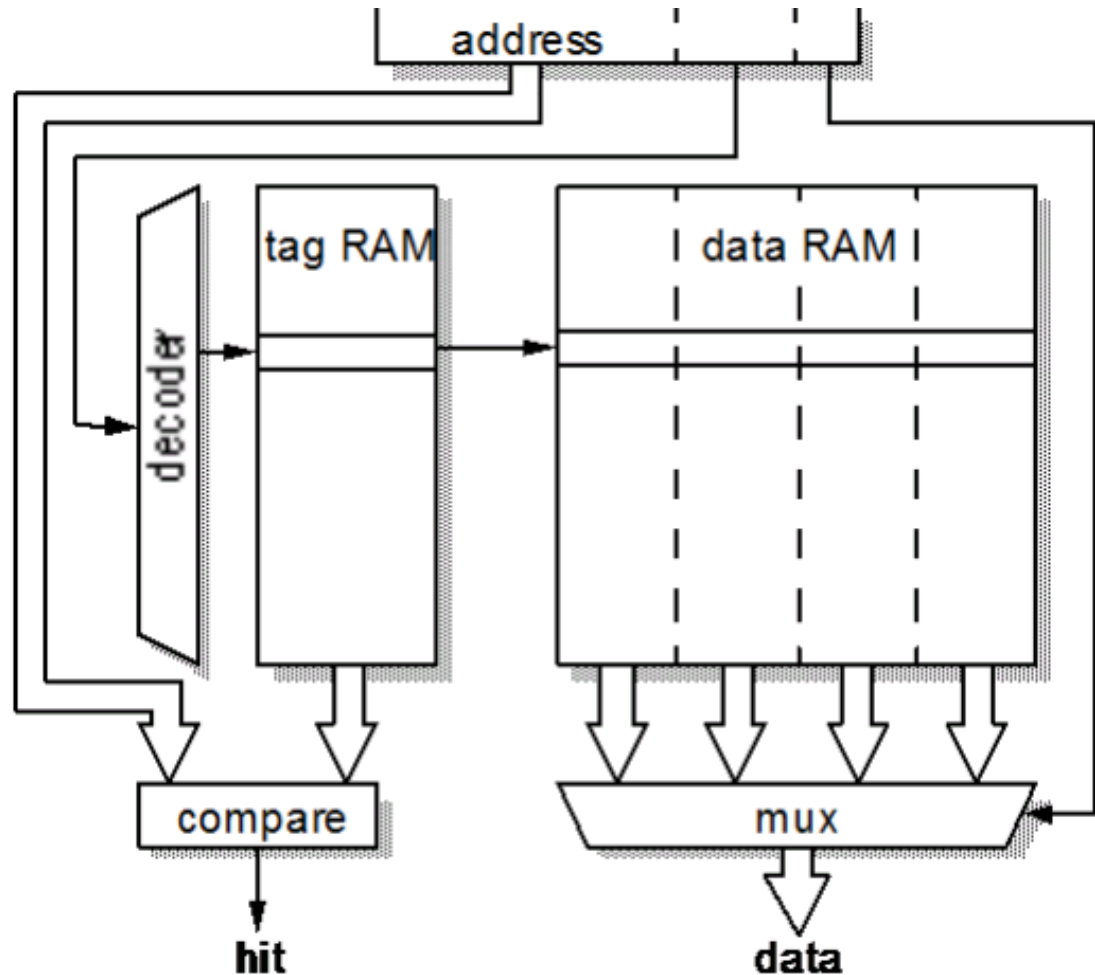 address
tag RAM
data RAM
decoder
compare
mux
hit
data